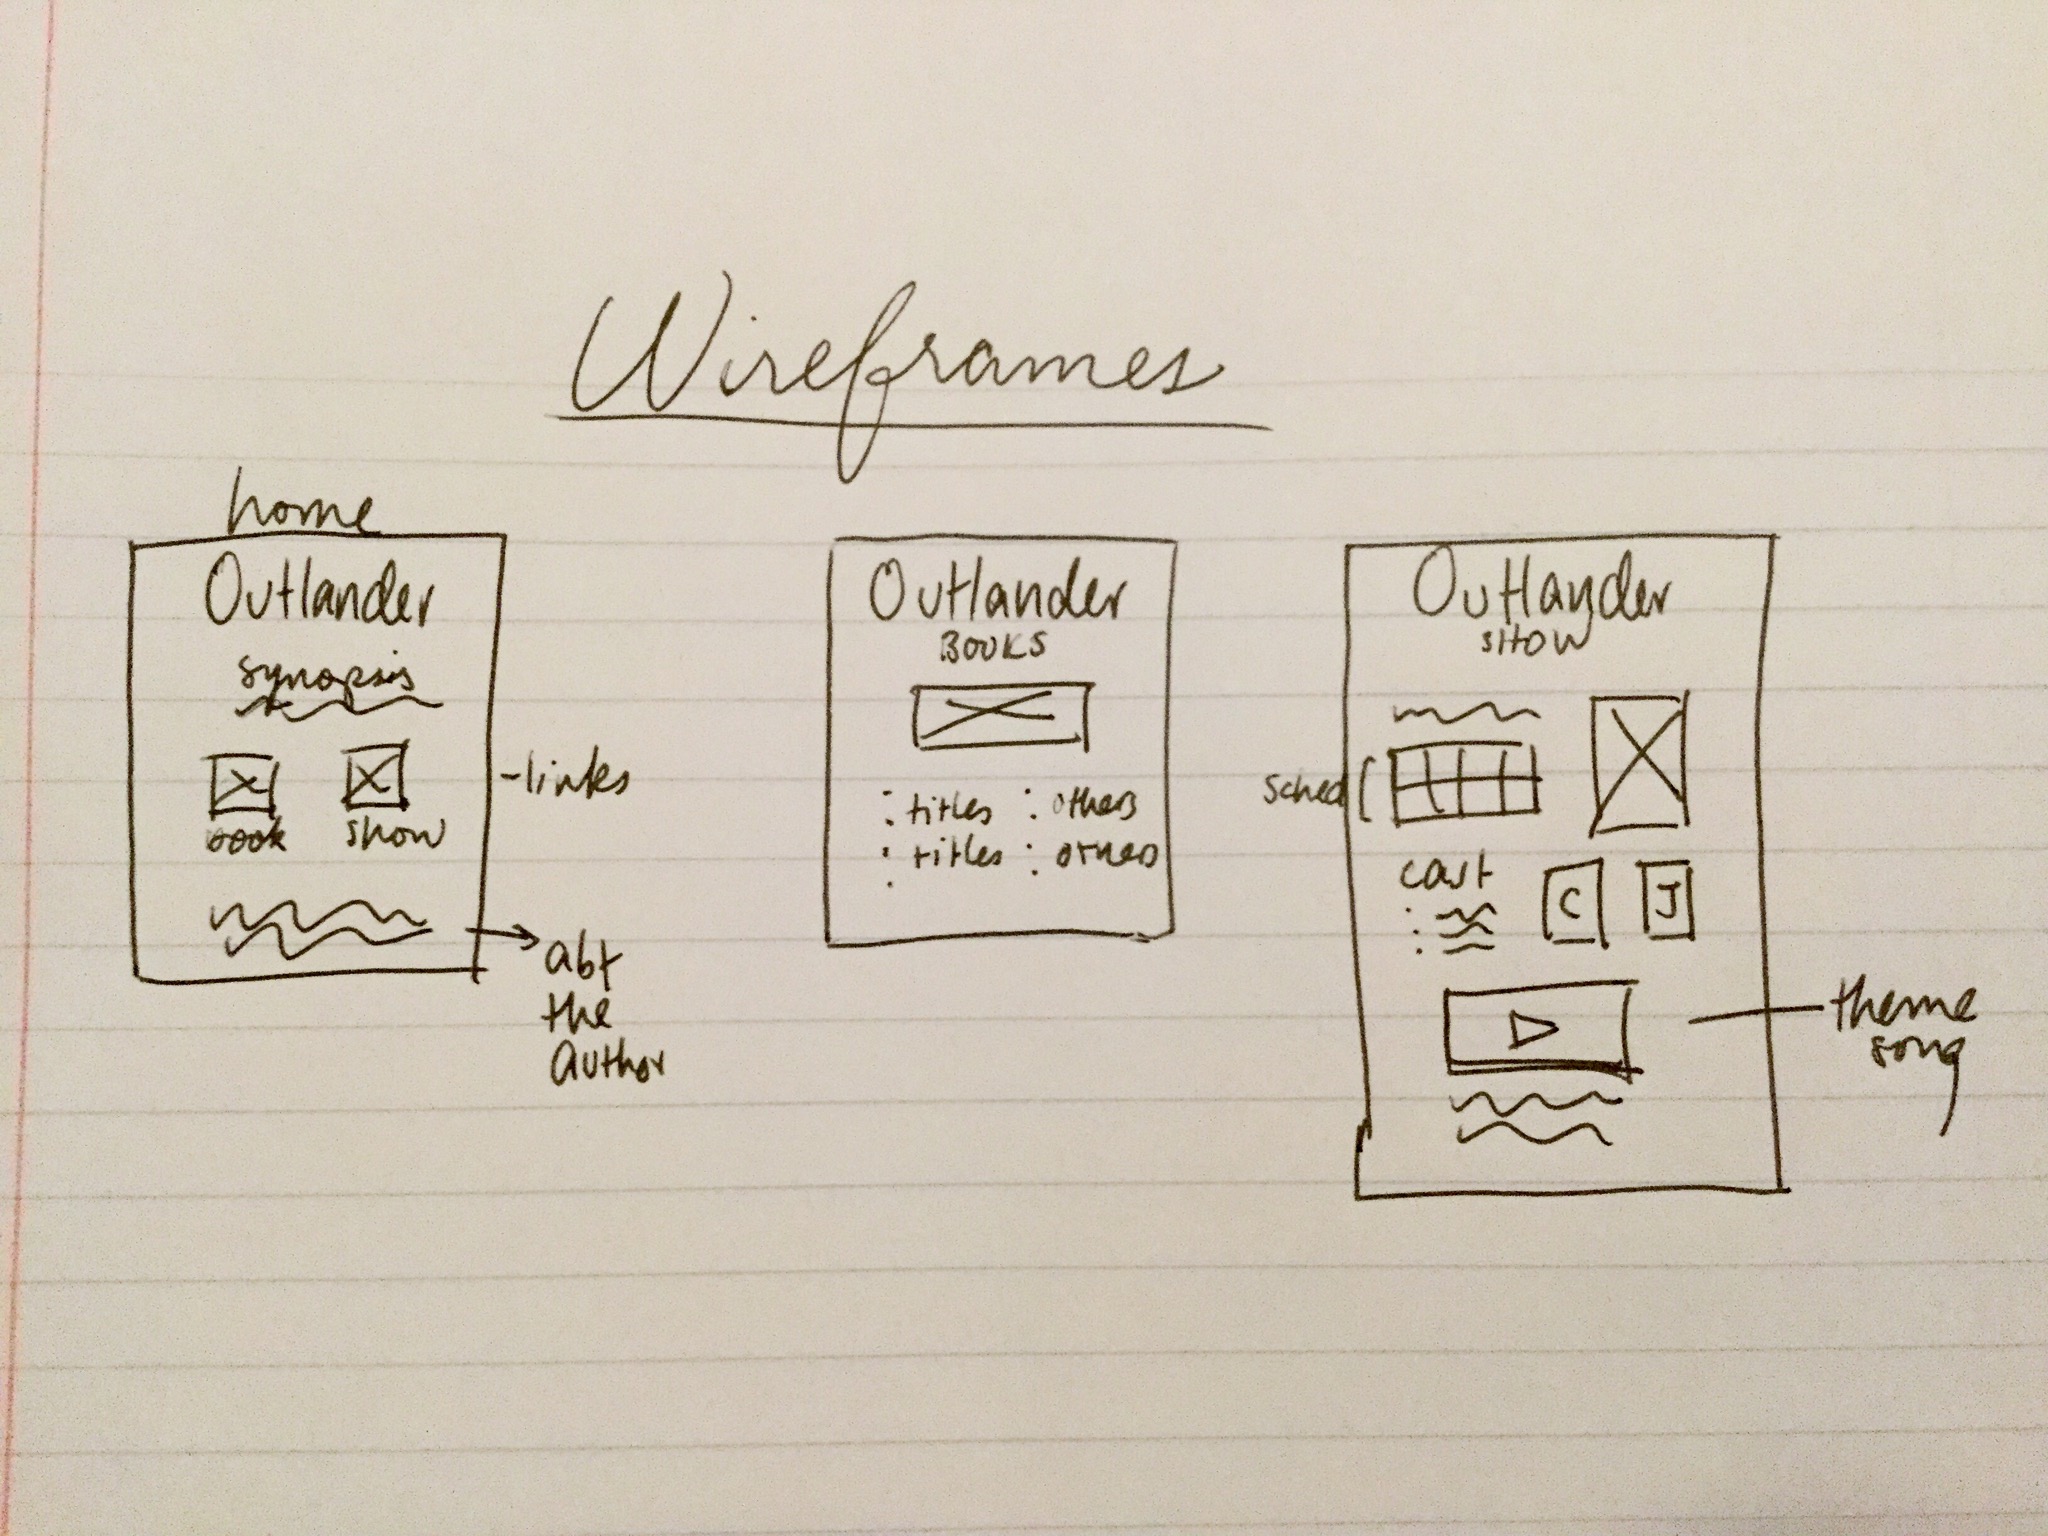 Wireframes
home
Outlander
synopsis
book show
-links
abt
the
author
Outlander
BOOKS
: titles : others
: titles : others
Outlander
SHOW
sched
cast
C J
theme
song